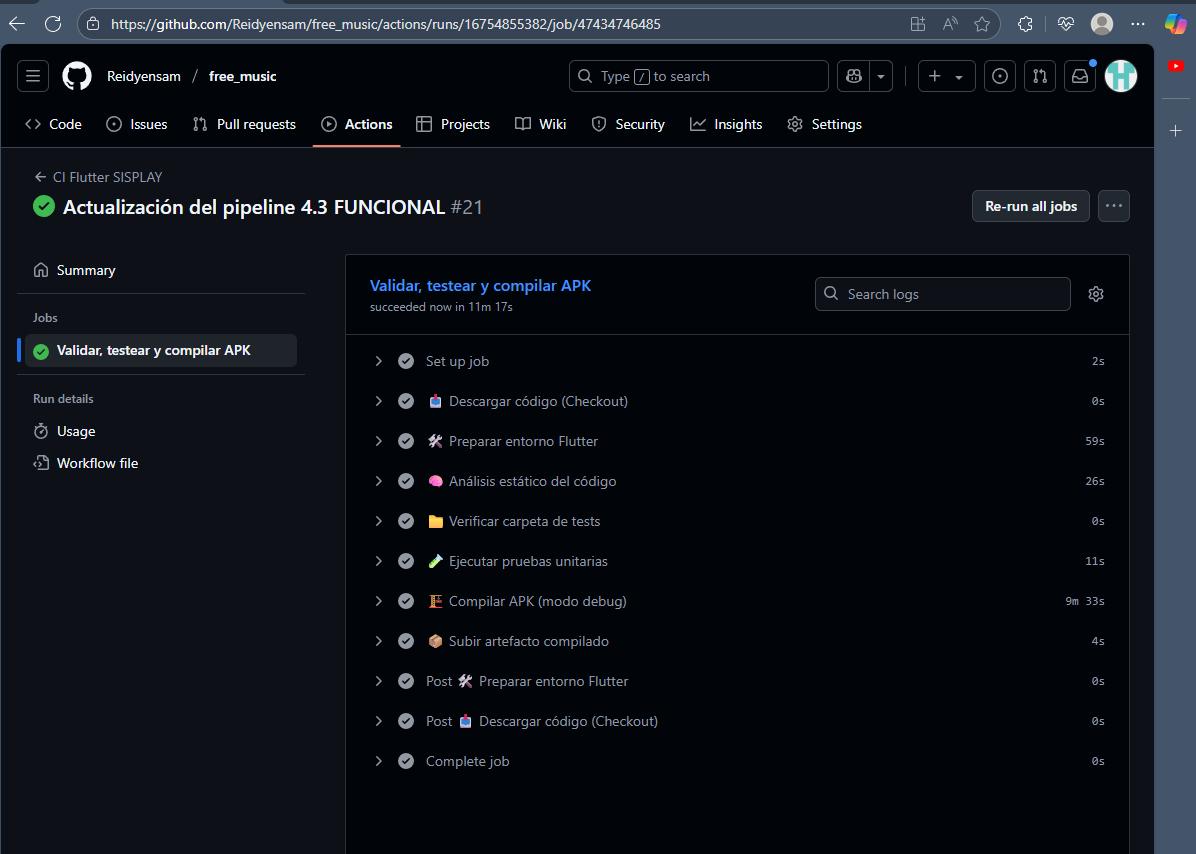 https://github.com/Reidyensam/free_music/actions/runs/16754855382/job/47434746485
Reidyensam / free_music
Type / to search
Code Issues Pull requests Actions Projects Wiki Security Insights Settings
CI Flutter SISPLAY
Actualización del pipeline 4.3 FUNCIONAL #21
Re-run all jobs
Summary
Jobs
Validar, testear y compilar APK
Run details
Usage
Workflow file
Validar, testear y compilar APK
succeeded now in 11m 17s
Search logs
Set up job 2s
Descargar código (Checkout) 0s
Preparar entorno Flutter 59s
Análisis estático del código 26s
Verificar carpeta de tests 0s
Ejecutar pruebas unitarias 11s
Compilar APK (modo debug) 9m 33s
Subir artefacto compilado 4s
Post Preparar entorno Flutter 0s
Post Descargar código (Checkout) 0s
Complete job 0s